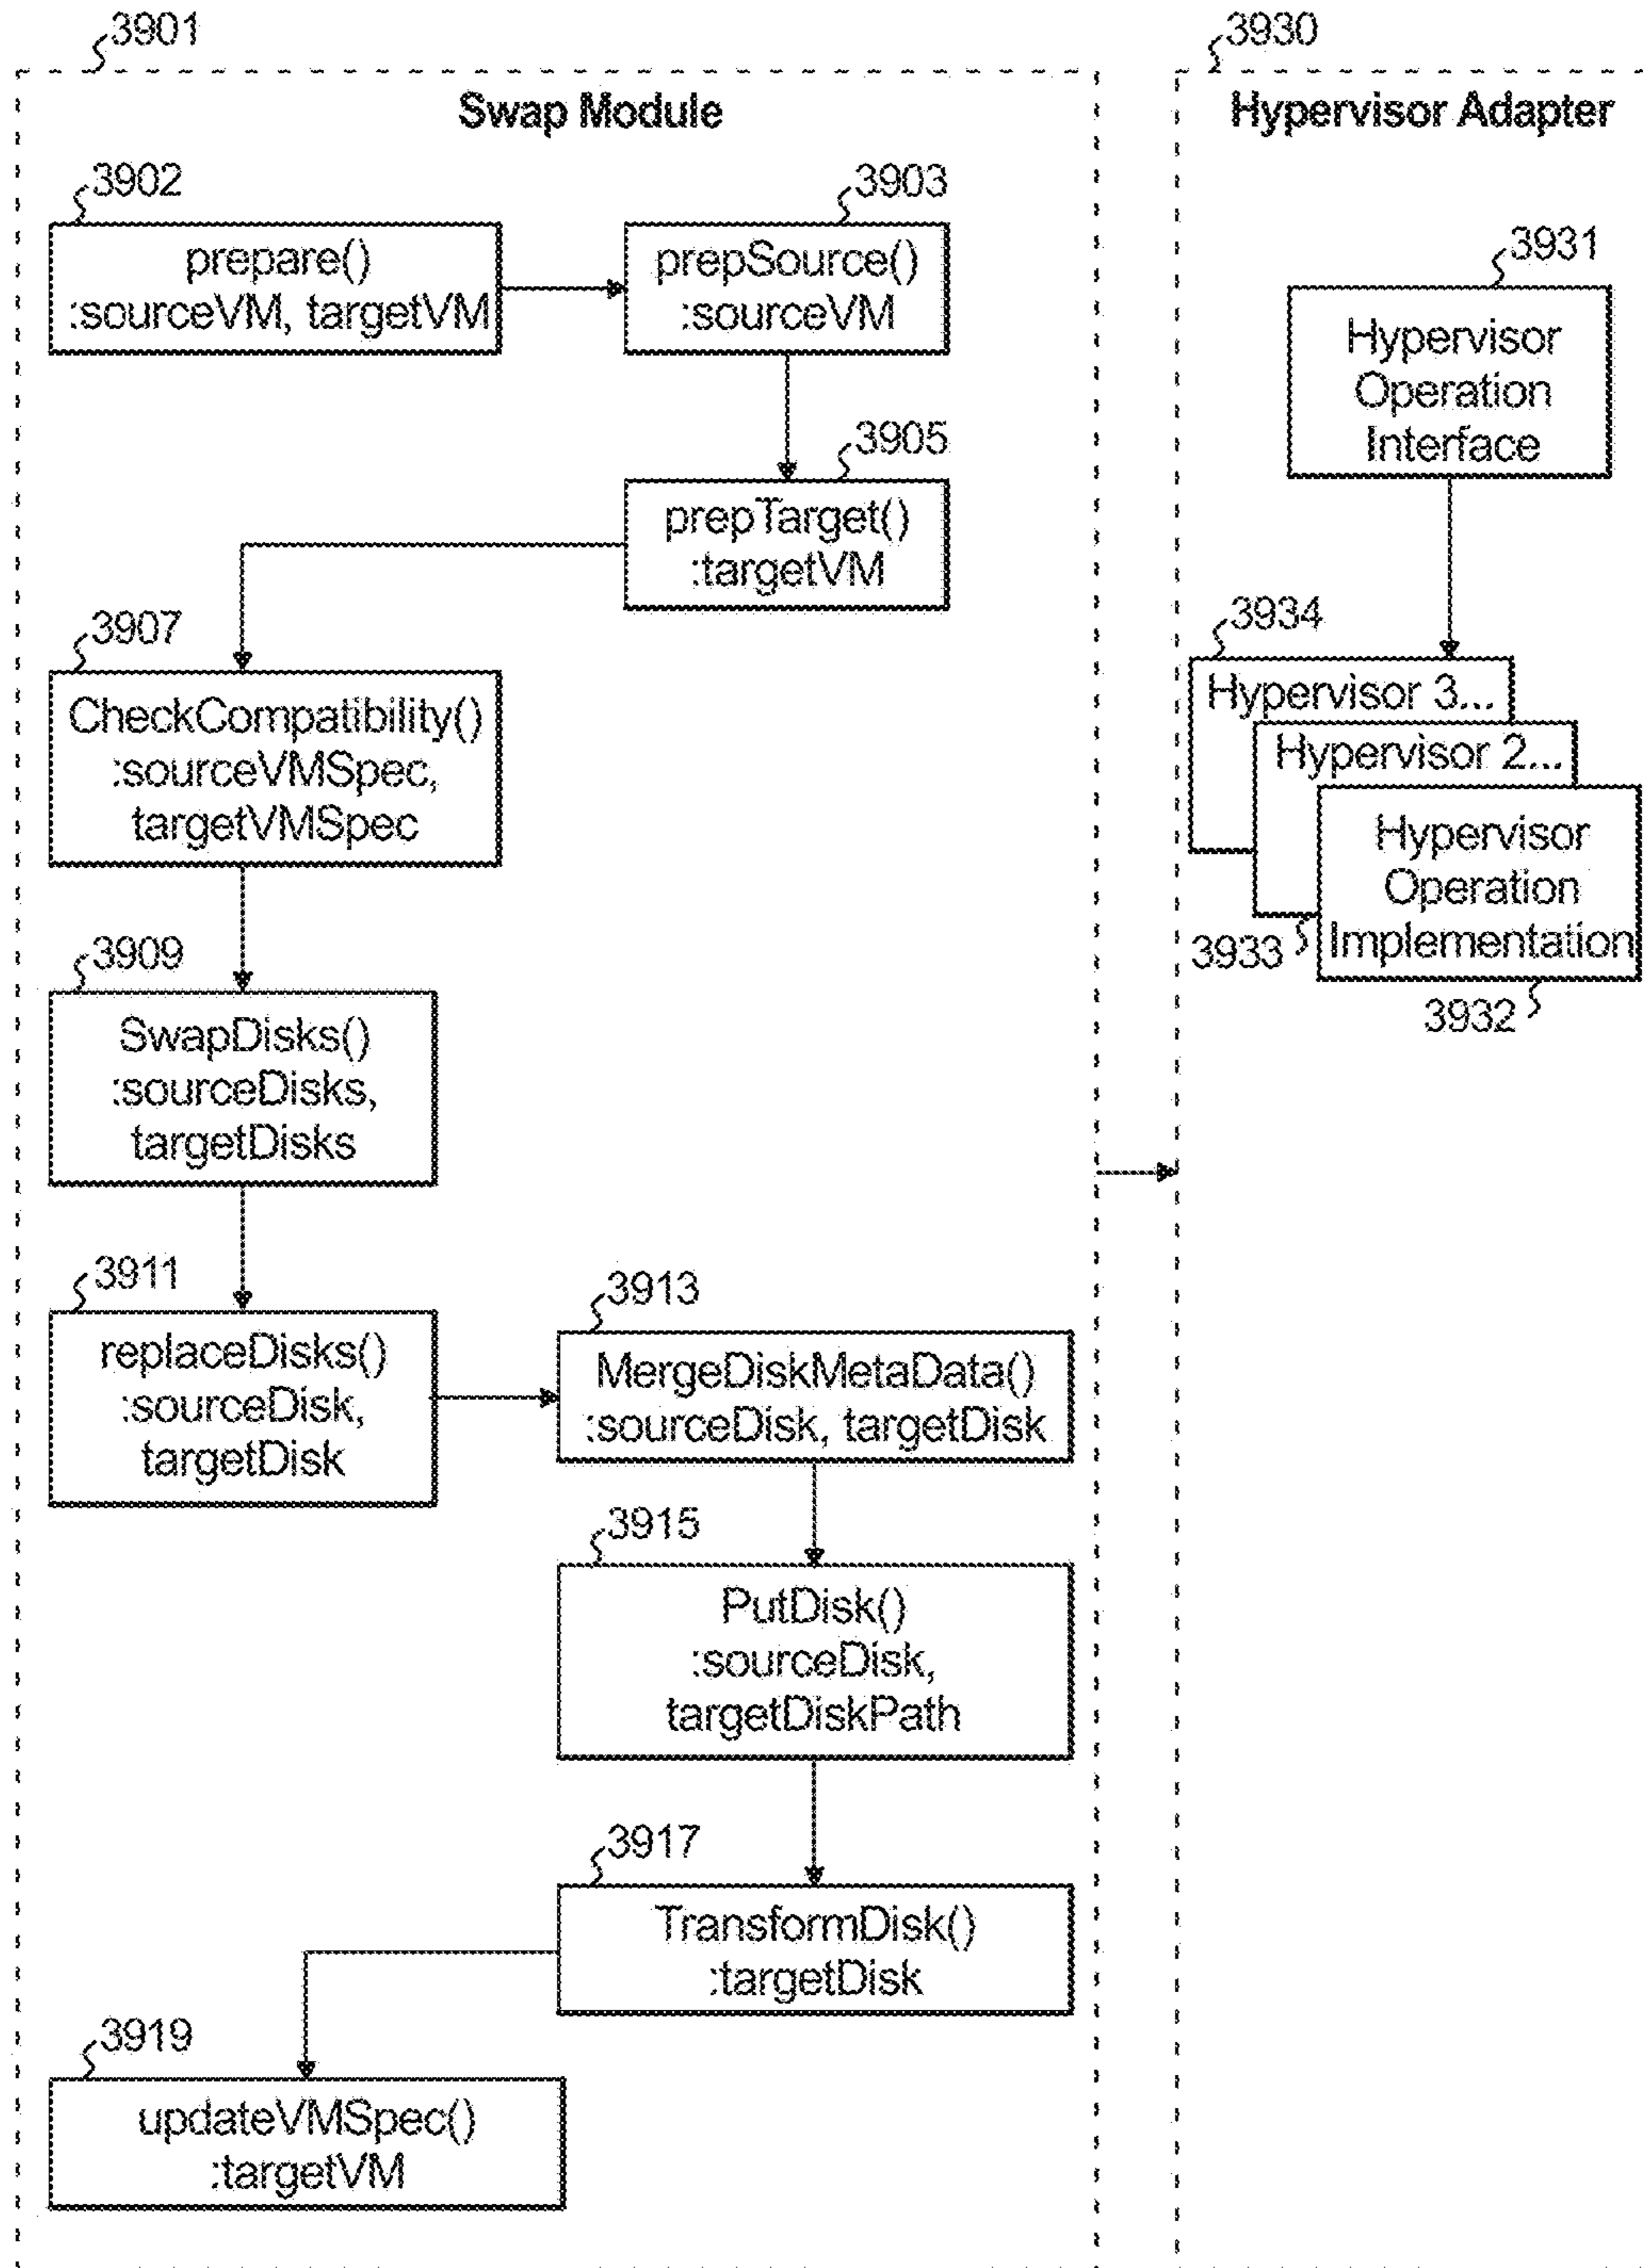 3901
Swap Module
3902
prepare()
:sourceVM, targetVM
3903
prepSource()
:sourceVM
3905
prepTarget()
:targetVM
3907
CheckCompatibility()
:sourceVMSpec,
targetVMSpec
3909
SwapDisks()
:sourceDisks,
targetDisks
3911
replaceDisks()
:sourceDisk,
targetDisk
3913
MergeDiskMetaData()
:sourceDisk, targetDisk
3915
PutDisk()
:sourceDisk,
targetDiskPath
3917
TransformDisk()
:targetDisk
3919
updateVMSpec()
:targetVM
3930
Hypervisor Adapter
3931
Hypervisor
Operation
Interface
3934
Hypervisor 3...
Hypervisor 2...
Hypervisor
Operation
Implementation
3933
3932